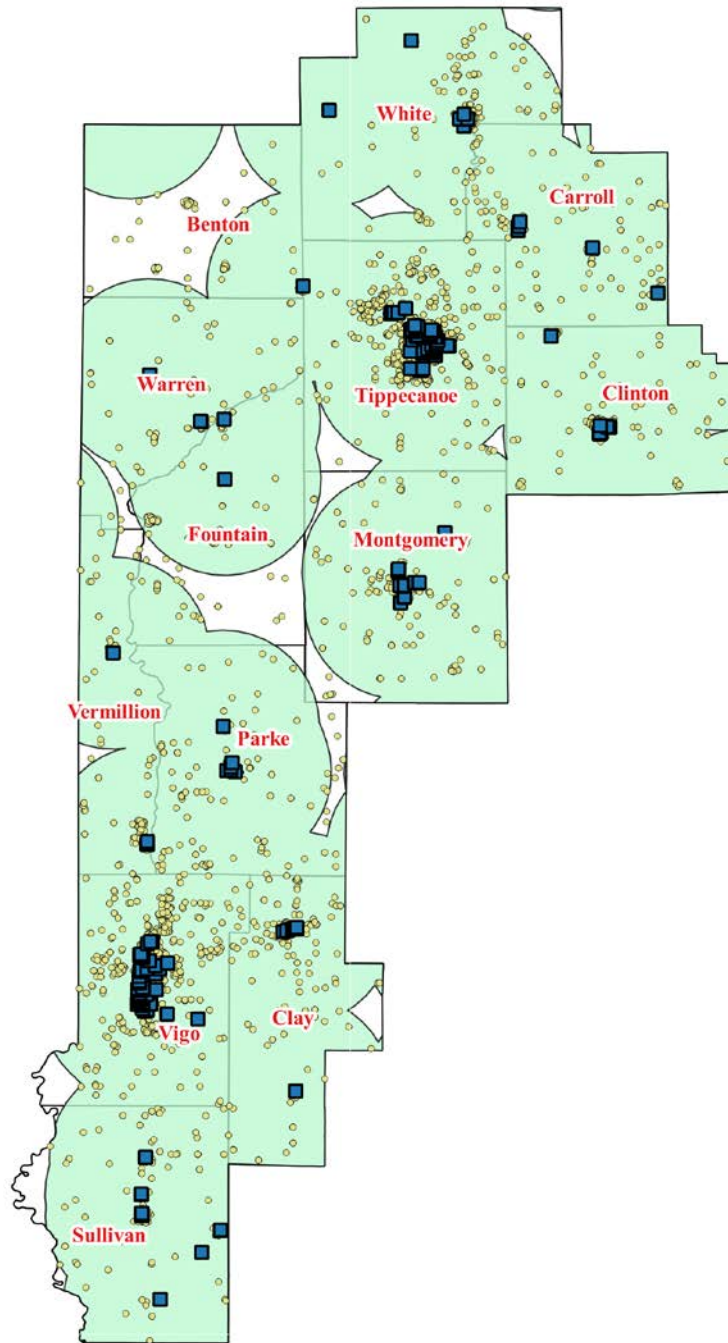 White
Carroll
Benton
Warren
Tippecanoe
Clinton
Fountain
Montgomery
Vermillion
Parke
Vigo
Clay
Sullivan